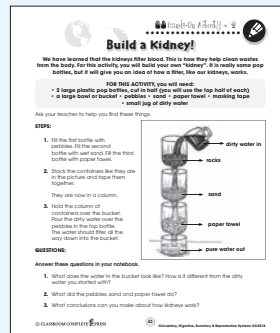 Hands-On Activity # 2
Build a Kidney!
We have learned that the kidneys filter blood. This is how they help clean wastes
from the body. For this activity, you will build your own "kidney". It is really some pop
bottles, but it will give you an idea of how a filter, like our kidneys, works.
FOR THIS ACTIVITY, you will need:
• 3 large plastic pop bottles, cut in half (you will use the top half of each)
• a large bowl or bucket • pebbles • sand • paper towel • masking tape
• small jug of dirty water
Ask your teacher to help you find these things.
STEPS:
1. Fill the first bottle with
pebbles. Fill the second
bottle with wet sand. Fill the third
bottle with paper towel.
2. Stack the containers like they are
in the picture and tape them
together.
They are now in a column.
3. Hold the column of
containers over the bucket.
Pour the dirty water over the
pebbles in the top bottle.
The water should filter all the
way down into the bucket.
dirty water in
rocks
sand
paper towel
pure water out
QUESTIONS:
Answer these questions in your notebook.
1. What does the water in the bucket look like? How is it different from the dirty
water you started with?
2. What did the pebbles, sand and paper towel do?
3. What conclusions can you make about how kidneys work?
© CLASSROOM COMPLETE PRESS
43
Circulatory, Digestive, Excretory & Reproductive Systems CC4518